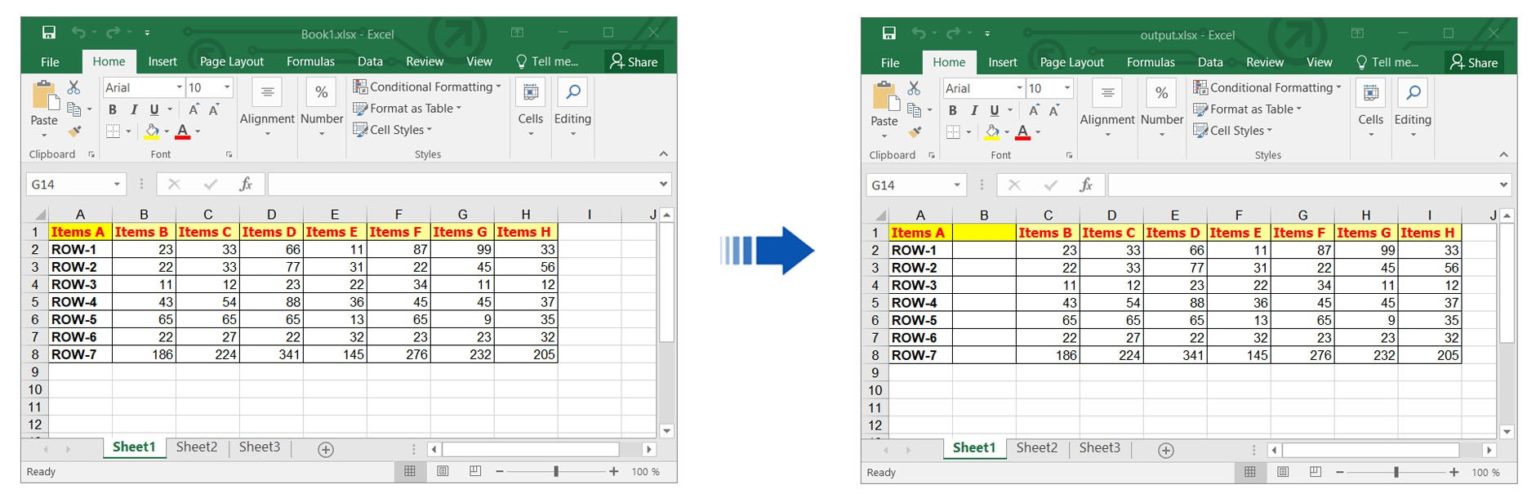 Book1.xlsx - Excel
File Home Insert Page Layout Formulas Data Review View Tell me... Share
Arial 10 % Conditional Formatting
B I U A A Format as Table
Paste Alignment Number Cells Editing
A Cell Styles
Clipboard Font Styles
G14 fx
A B C D E F G H I J
1 Items A Items B Items C Items D Items E Items F Items G Items H
2 ROW-1 23 33 66 11 87 99 33
3 ROW-2 22 33 77 31 22 45 56
4 ROW-3 11 12 23 22 34 11 12
5 ROW-4 43 54 88 36 45 45 37
6 ROW-5 65 65 65 13 65 9 35
7 ROW-6 22 27 22 32 23 23 32
8 ROW-7 186 224 341 145 276 232 205
9
10
11
12
Sheet1 Sheet2 Sheet3
Ready 100 %
output.xlsx - Excel
File Home Insert Page Layout Formulas Data Review View Tell me... Share
Arial 10 % Conditional Formatting
B I U A A Format as Table
Paste Alignment Number Cells Editing
A Cell Styles
Clipboard Font Styles
G14 fx
A B C D E F G H I J
1 Items A Items B Items C Items D Items E Items F Items G Items H
2 ROW-1 23 33 66 11 87 99 33
3 ROW-2 22 33 77 31 22 45 56
4 ROW-3 11 12 23 22 34 11 12
5 ROW-4 43 54 88 36 45 45 37
6 ROW-5 65 65 65 13 65 9 35
7 ROW-6 22 27 22 32 23 23 32
8 ROW-7 186 224 341 145 276 232 205
9
10
11
12
Sheet1 Sheet2 Sheet3
Ready 100 %